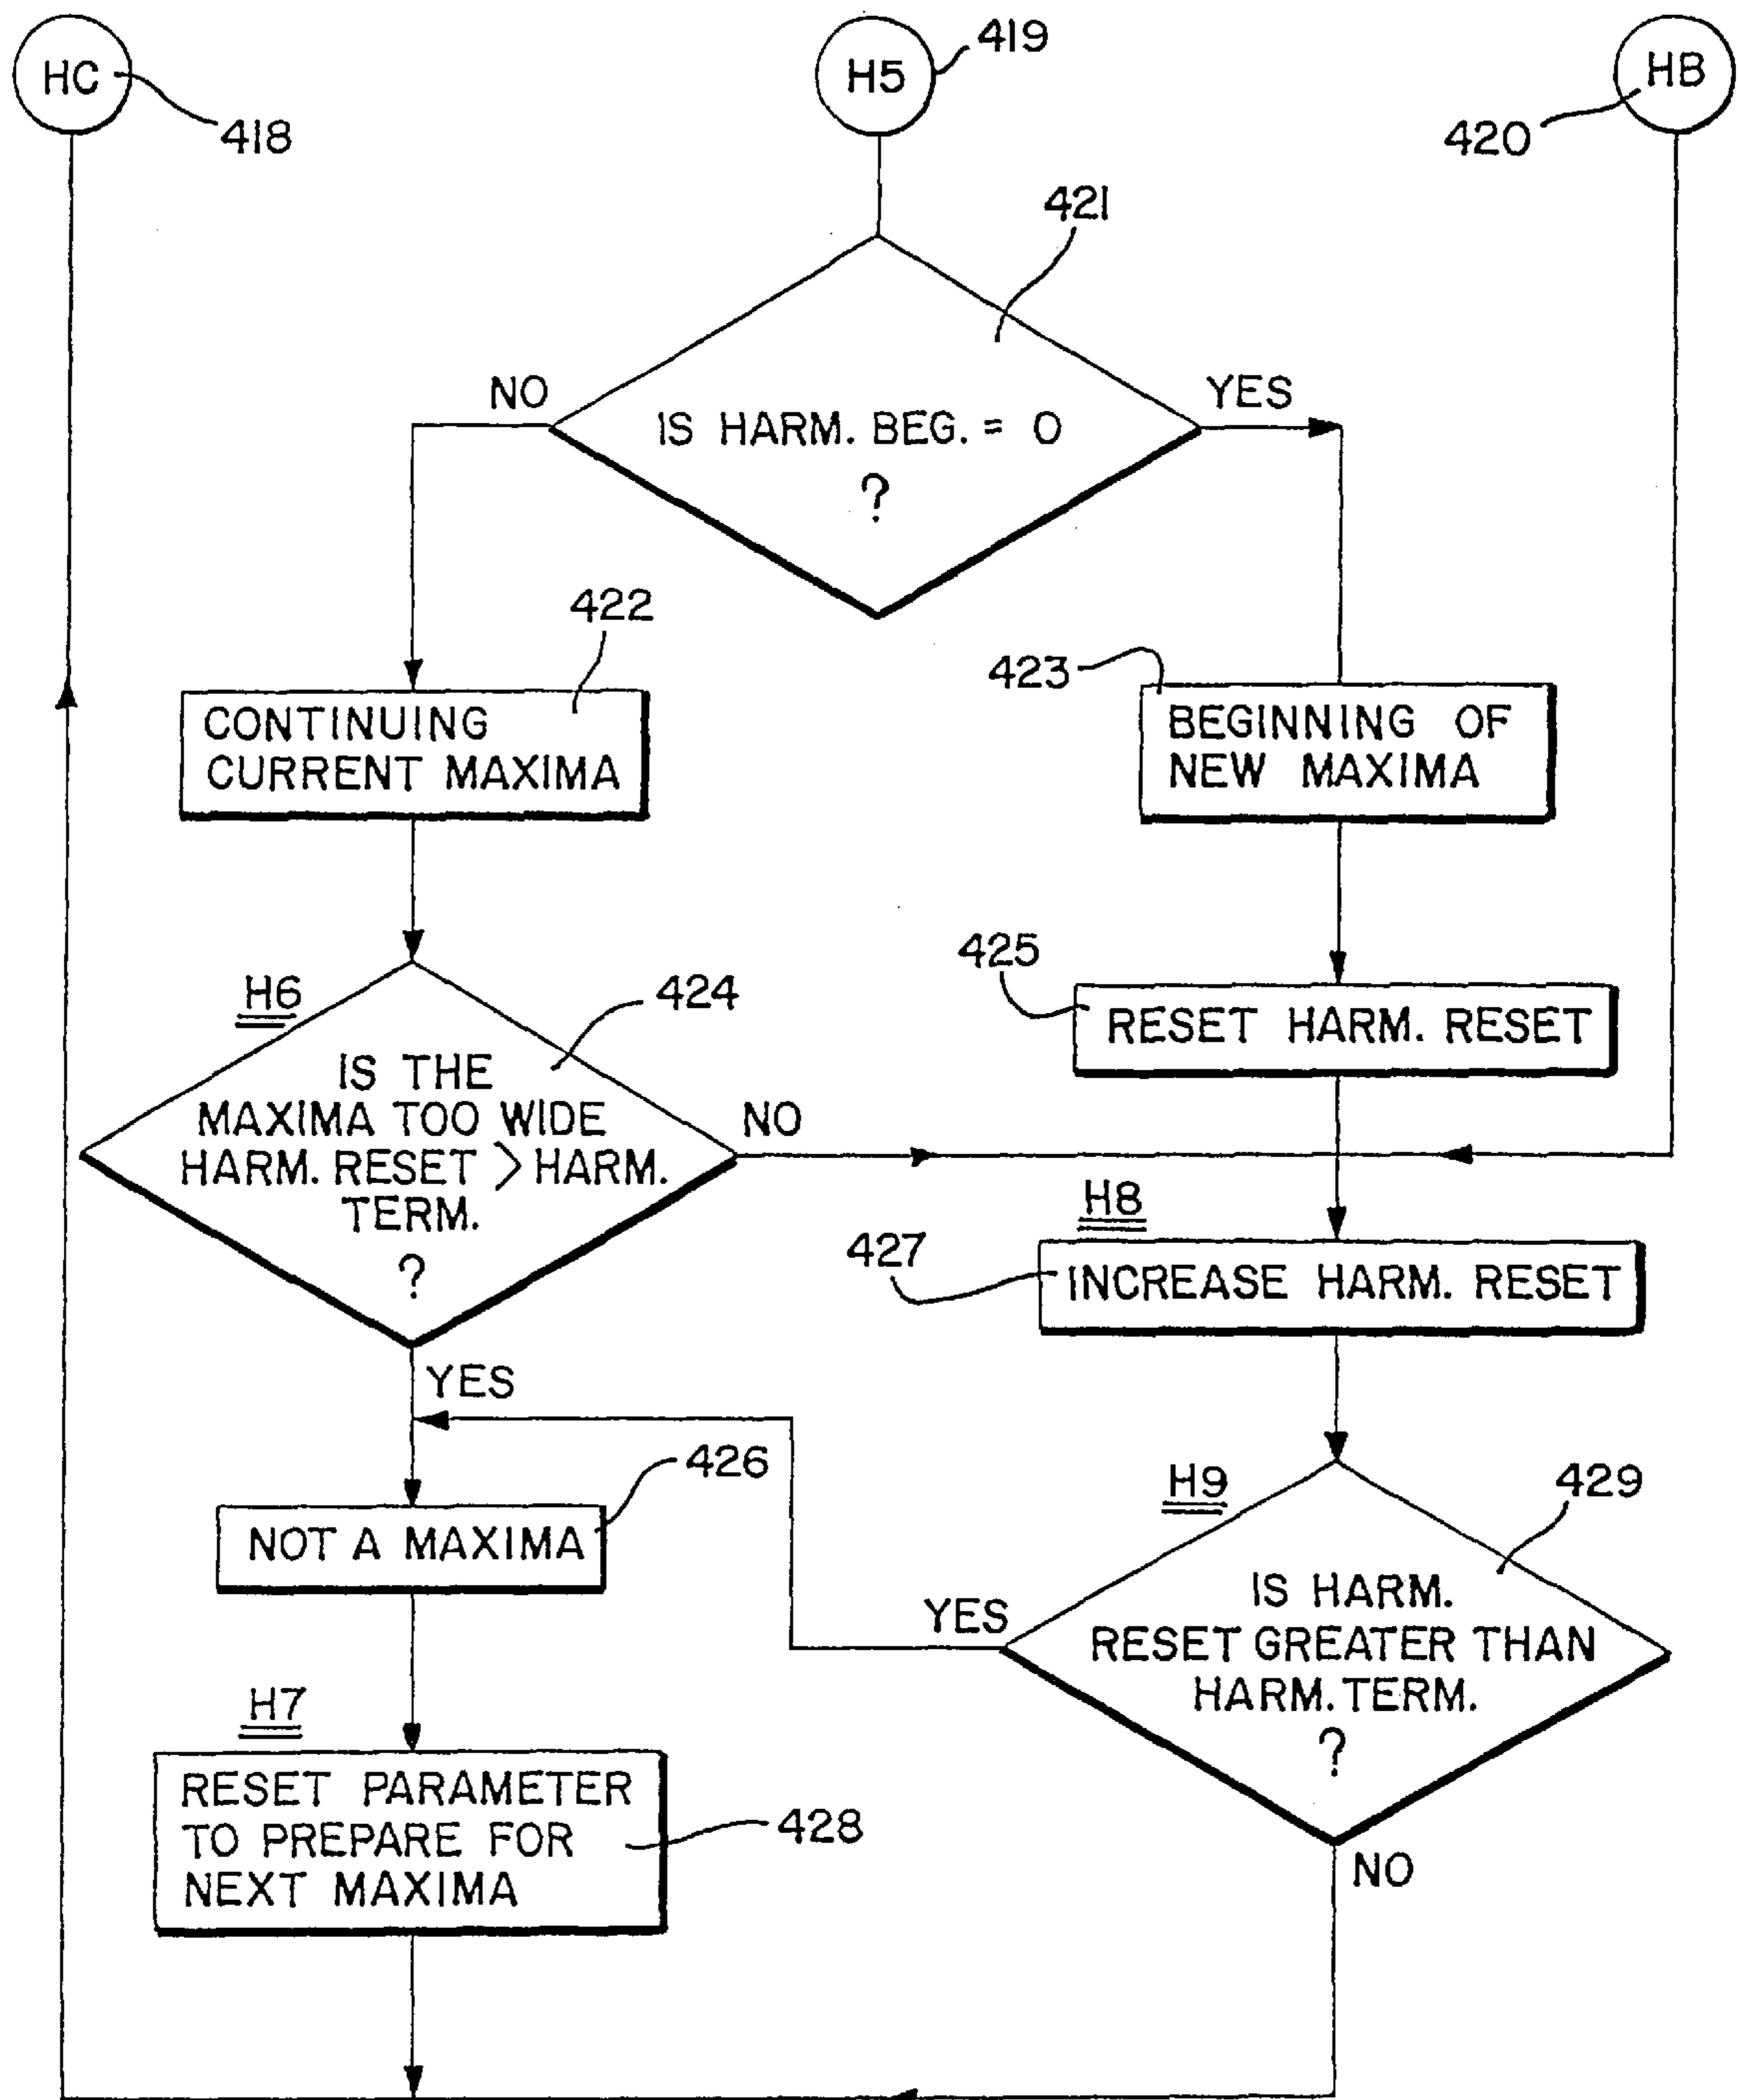 HC
H5
HB
418
419
420
421
NO
YES
IS HARM. BEG. = 0
?
422
423
CONTINUING
CURRENT MAXIMA
BEGINNING OF
NEW MAXIMA
425
RESET HARM. RESET
H6
424
IS THE
MAXIMA TOO WIDE
HARM. RESET > HARM.
TERM.
?
NO
YES
H8
427
INCREASE HARM. RESET
426
NOT A MAXIMA
H9
429
IS HARM.
RESET GREATER THAN
HARM. TERM.
?
YES
NO
H7
RESET PARAMETER
TO PREPARE FOR
NEXT MAXIMA
428